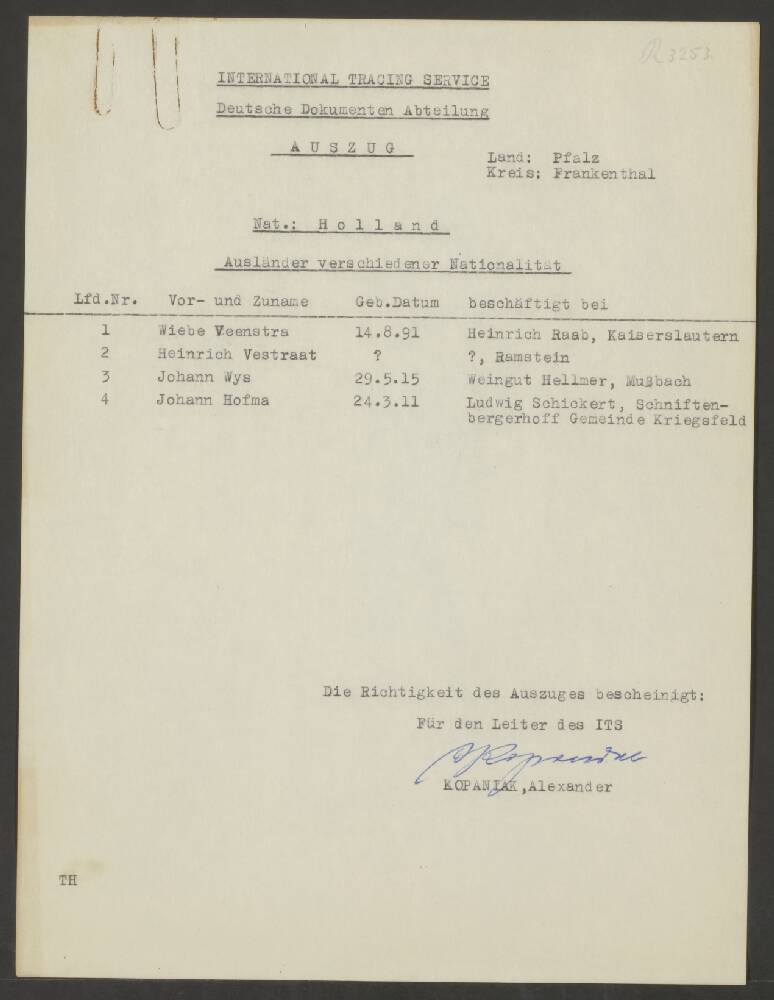 R 3253
INTERNATIONAL TRACING SERVICE
Deutsche Dokumenten Abteilung
A U S Z U G
Land: Pfalz
Kreis: Frankenthal
Nat.: H o l l a n d
Ausländer verschiedener Nationalität
Lfd.Nr. Vor- und Zuname Geb.Datum beschäftigt bei
1 Wiebe Veenstra 14.8.91 Heinrich Raab, Kaiserslautern
2 Heinrich Vestraat ? ?, Ramstein
3 Johann Wys 29.5.15 Weingut Hellmer, Mußbach
4 Johann Hofma 24.3.11 Ludwig Schickert, Schniften-
bergerhoff Gemeinde Kriegsfeld
Die Richtigkeit des Auszuges bescheinigt:
Für den Leiter des ITS
KOPANIAK,Alexander
TH